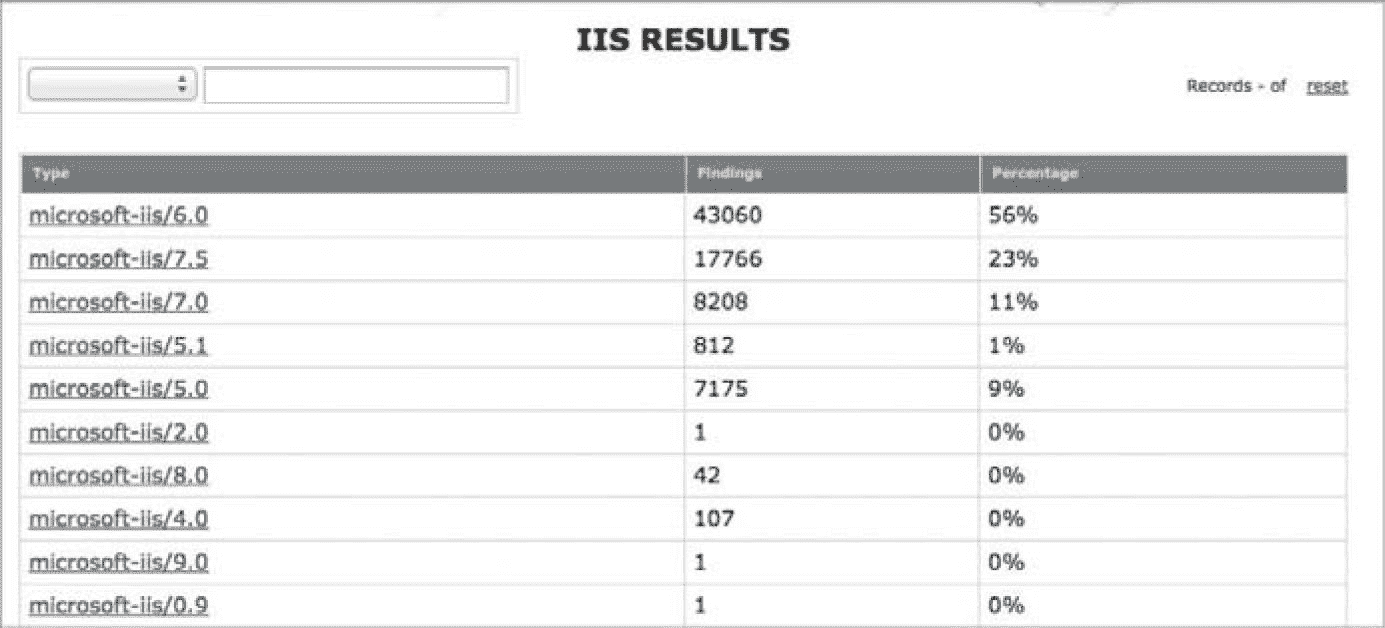 IIS RESULTS
Records - of reset
Type Findings Percentage
microsoft-iis/6.0 43060 56%
microsoft-iis/7.5 17766 23%
microsoft-iis/7.0 8208 11%
microsoft-iis/5.1 812 1%
microsoft-iis/5.0 7175 9%
microsoft-iis/2.0 1 0%
microsoft-iis/8.0 42 0%
microsoft-iis/4.0 107 0%
microsoft-iis/9.0 1 0%
microsoft-iis/0.9 1 0%